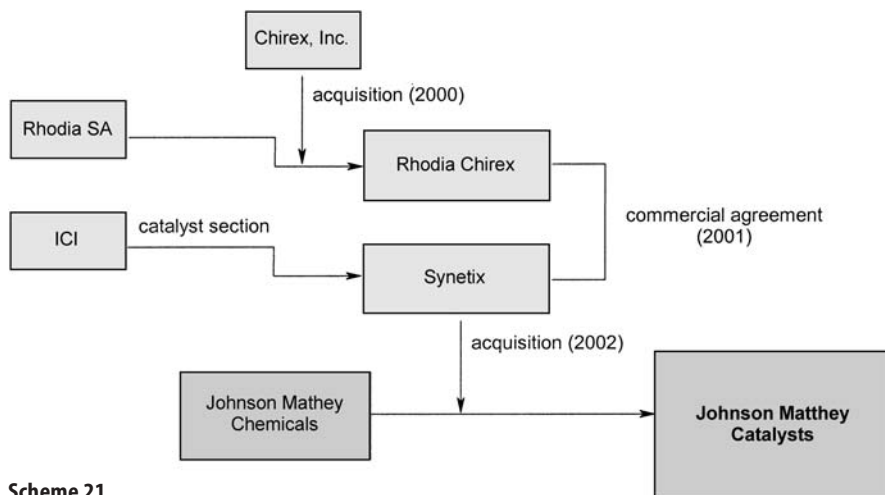 Chirex, Inc.
acquisition (2000)
Rhodia SA
Rhodia Chirex
ICI
catalyst section
commercial agreement
(2001)
Synetix
acquisition (2002)
Johnson Mathey
Chemicals
Johnson Matthey
Catalysts
Scheme 21